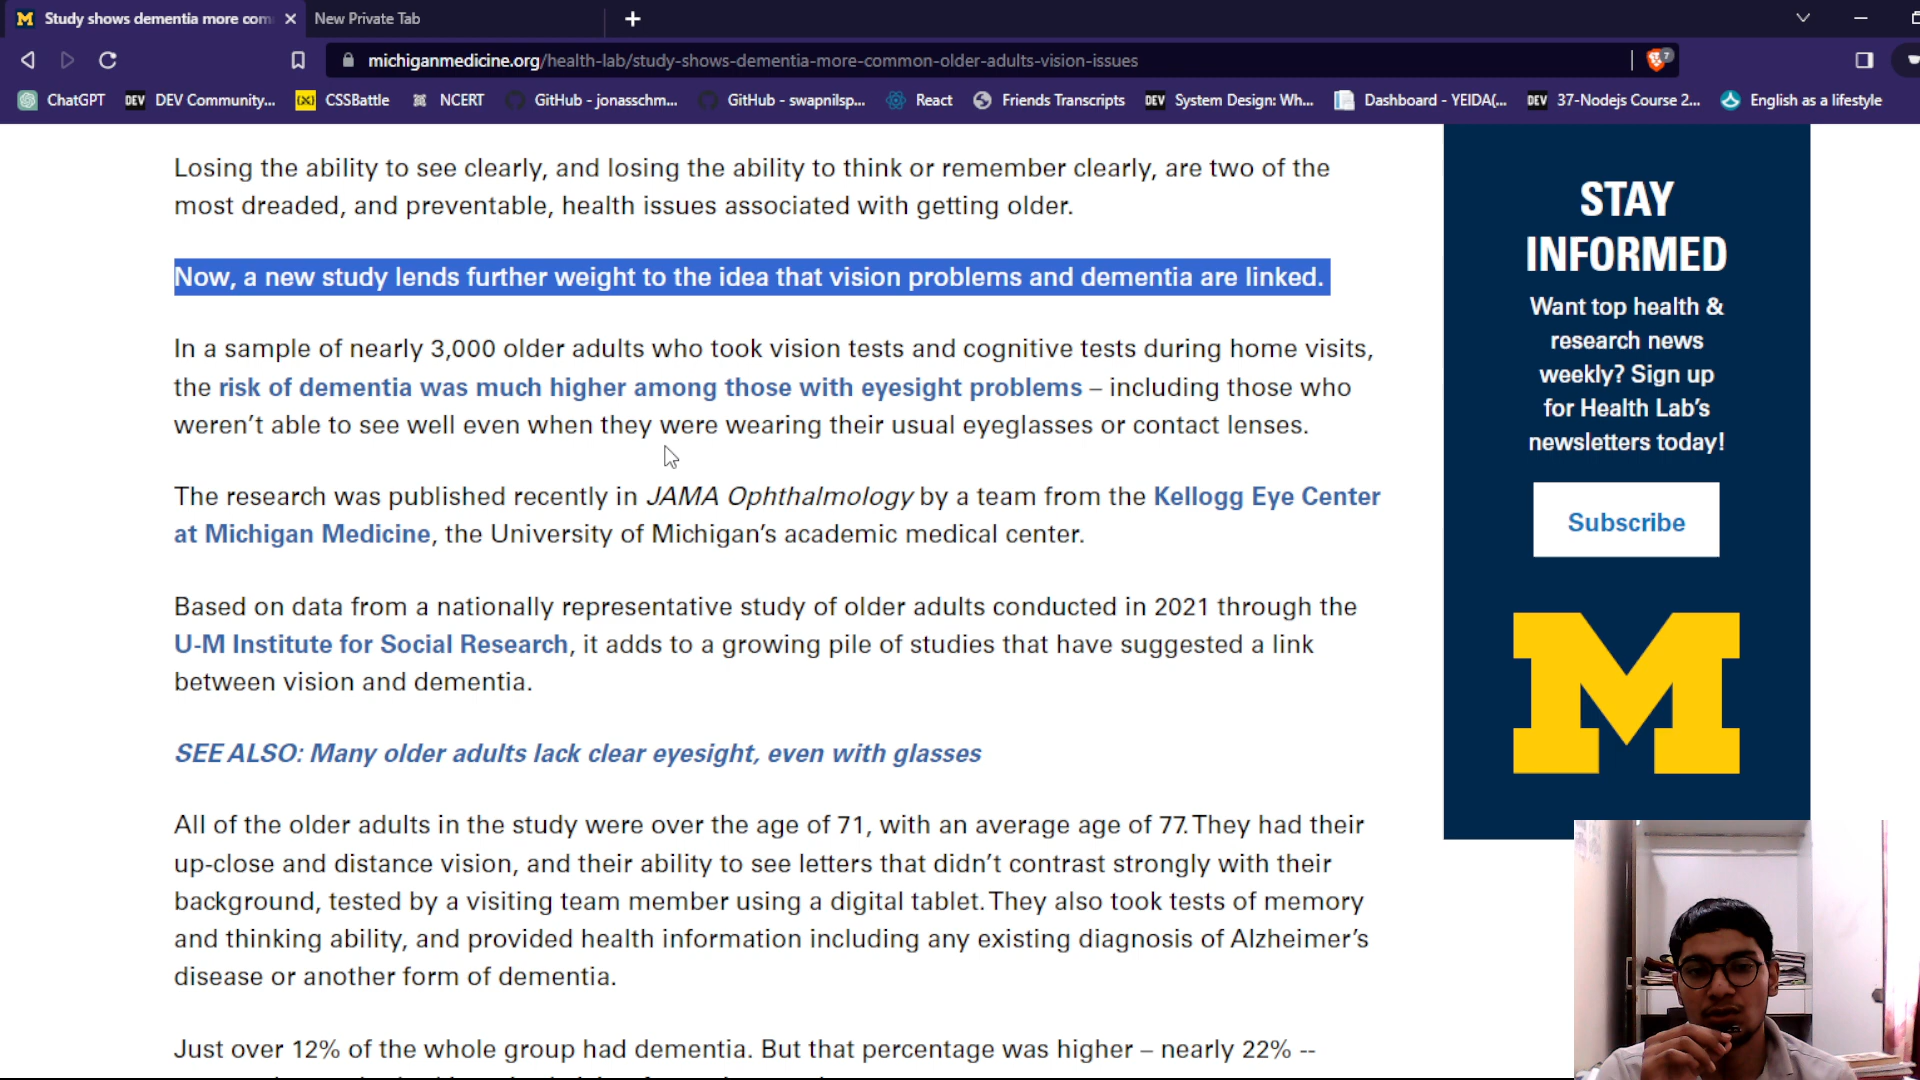 Study shows dementia more com
New Private Tab
michiganmedicine.org/health-lab/study-shows-dementia-more-common-older-adults-vision-issues
7
ChatGPT
DEV
DEV Community...
CSSBattle
NCERT
GitHub - jonasschm...
GitHub - swapnilsp...
React
Friends Transcripts
DEV
System Design: Wh...
Dashboard - YEIDA(...
DEV
37-Nodejs Course 2...
English as a lifestyle
Losing the ability to see clearly, and losing the ability to think or remember clearly, are two of the
most dreaded, and preventable, health issues associated with getting older.
Now, a new study lends further weight to the idea that vision problems and dementia are linked.
In a sample of nearly 3,000 older adults who took vision tests and cognitive tests during home visits,
the risk of dementia was much higher among those with eyesight problems – including those who
weren’t able to see well even when they were wearing their usual eyeglasses or contact lenses.
The research was published recently in JAMA Ophthalmology by a team from the Kellogg Eye Center
at Michigan Medicine, the University of Michigan’s academic medical center.
Based on data from a nationally representative study of older adults conducted in 2021 through the
U-M Institute for Social Research, it adds to a growing pile of studies that have suggested a link
between vision and dementia.
SEE ALSO: Many older adults lack clear eyesight, even with glasses
All of the older adults in the study were over the age of 71, with an average age of 77. They had their
up-close and distance vision, and their ability to see letters that didn’t contrast strongly with their
background, tested by a visiting team member using a digital tablet. They also took tests of memory
and thinking ability, and provided health information including any existing diagnosis of Alzheimer’s
disease or another form of dementia.
Just over 12% of the whole group had dementia. But that percentage was higher – nearly 22% --
STAY
INFORMED
Want top health &
research news
weekly? Sign up
for Health Lab’s
newsletters today!
Subscribe
M